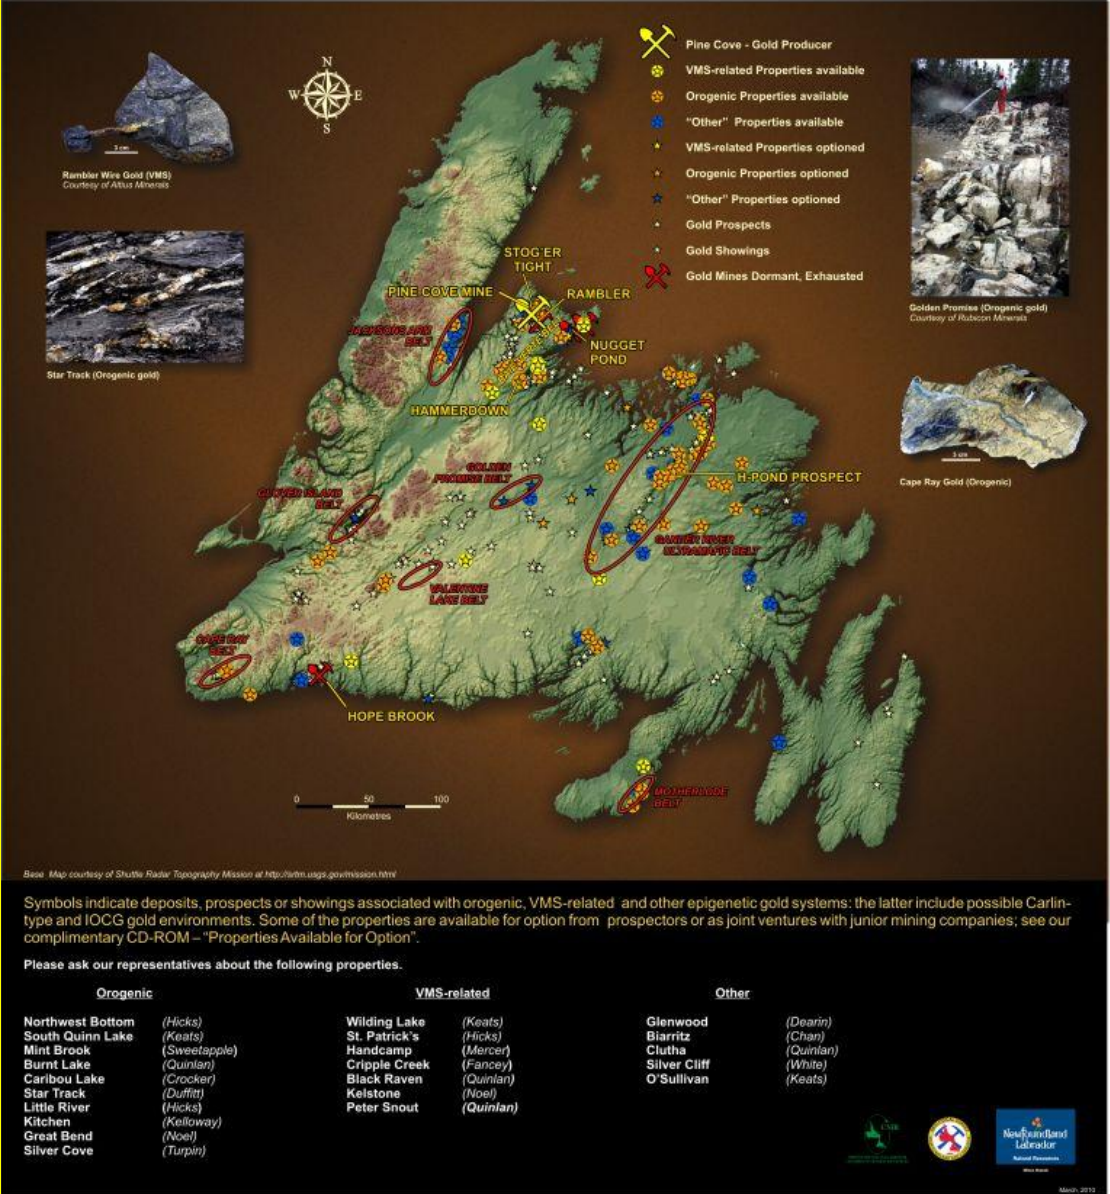 N
W E
S
Pine Cove - Gold Producer
VMS-related Properties available
Orogenic Properties available
“Other” Properties available
VMS-related Properties optioned
Orogenic Properties optioned
“Other” Properties optioned
Gold Prospects
Gold Showings
Gold Mines Dormant, Exhausted
3 cm
Rambler Wire Gold (VMS)
Courtesy of Altius Minerals
Star Track (Orogenic gold)
Golden Promise (Orogenic gold)
Courtesy of Rubicon Minerals
Cape Ray Gold (Orogenic)
STOG'ER
TIGHT
PINE COVE MINE
RAMBLER
JACKSONS ARM
BELT
NUGGET
POND
HAMMERDOWN
GOLDEN
PROMISE BELT
H-POND PROSPECT
GLOVER ISLAND
BELT
GANDER RIVER
ULTRAMAFIC BELT
VALENTINE
LAKE BELT
CAPE RAY
BELT
HOPE BROOK
MOTHERLODE
BELT
0 50 100
Kilometres
Base Map courtesy of Shuttle Radar Topography Mission at http://srtm.usgs.gov/mission.html
Symbols indicate deposits, prospects or showings associated with orogenic, VMS-related and other epigenetic gold systems: the latter include possible Carlin-
type and IOCG gold environments. Some of the properties are available for option from prospectors or as joint ventures with junior mining companies; see our
complimentary CD-ROM – “Properties Available for Option”.
Please ask our representatives about the following properties.
Orogenic
Northwest Bottom (Hicks)
South Quinn Lake (Keats)
Mint Brook (Sweetapple)
Burnt Lake (Quinlan)
Caribou Lake (Crocker)
Star Track (Duffitt)
Little River (Hicks)
Kitchen (Kelloway)
Great Bend (Noel)
Silver Cove (Turpin)
VMS-related
Wilding Lake (Keats)
St. Patrick's (Hicks)
Handcamp (Mercer)
Cripple Creek (Fancey)
Black Raven (Quinlan)
Kelstone (Noel)
Peter Snout (Quinlan)
Other
Glenwood (Dearin)
Biarritz (Chan)
Clutha (Quinlan)
Silver Cliff (White)
O'Sullivan (Keats)
Newfoundland
Labrador
Natural Resources
March, 2010